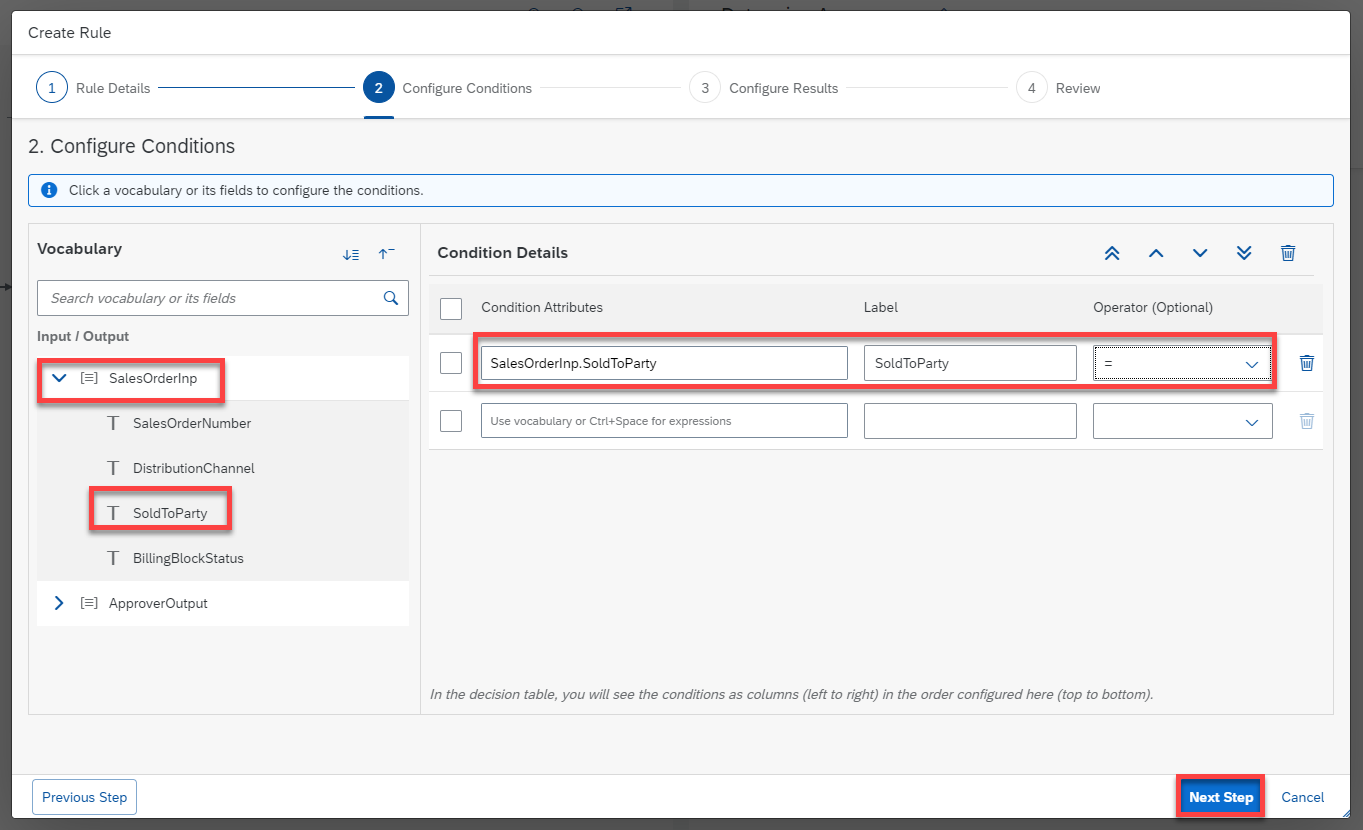 Create Rule
1 Rule Details
2 Configure Conditions
3 Configure Results
4 Review
2. Configure Conditions
Click a vocabulary or its fields to configure the conditions.
Vocabulary
Search vocabulary or its fields
Input / Output
SalesOrderInp
SalesOrderNumber
DistributionChannel
SoldToParty
BillingBlockStatus
ApproverOutput
Condition Details
Condition Attributes Label Operator (Optional)
SalesOrderInp.SoldToParty SoldToParty =
Use vocabulary or Ctrl+Space for expressions
In the decision table, you will see the conditions as columns (left to right) in the order configured here (top to bottom).
Previous Step Next Step Cancel